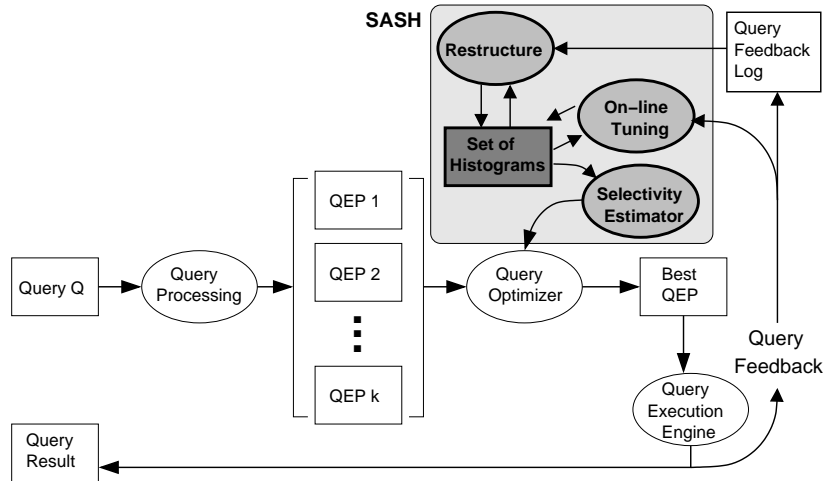 SASH
Restructure
Query
Feedback
Log
On–line
Tuning
Set of
Histograms
Selectivity
Estimator
QEP 1
QEP 2
QEP k
Query Q
Query
Processing
Query
Optimizer
Best
QEP
Query
Feedback
Query
Execution
Engine
Query
Result